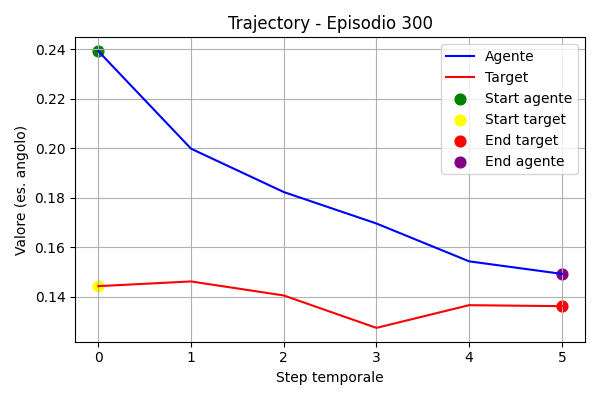 Trajectory - Episodio 300
Valore (es. angolo)
0.24
0.22
0.20
0.18
0.16
0.14
Agente
Target
Start agente
Start target
End target
End agente
0 1 2 3 4 5
Step temporale